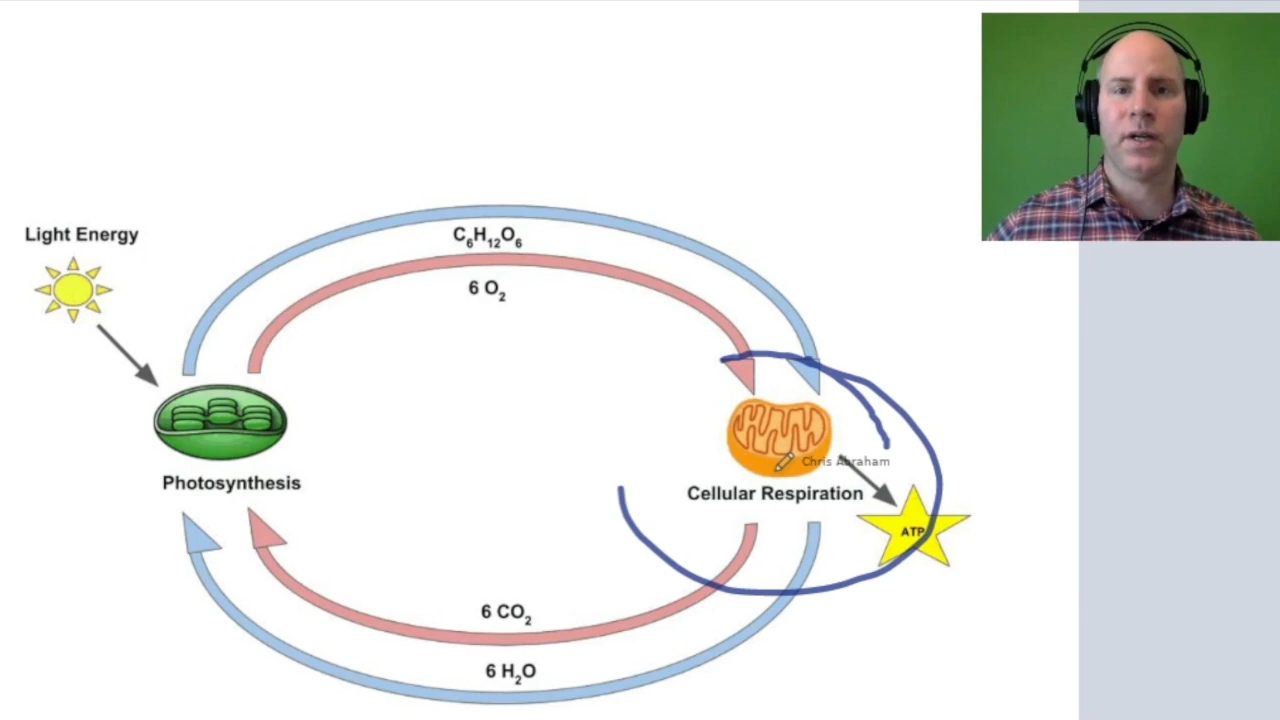 Light Energy
C₆H₁₂O₆
6 O₂
Chris Abraham
Photosynthesis
Cellular Respiration
ATP
6 CO₂
6 H₂O